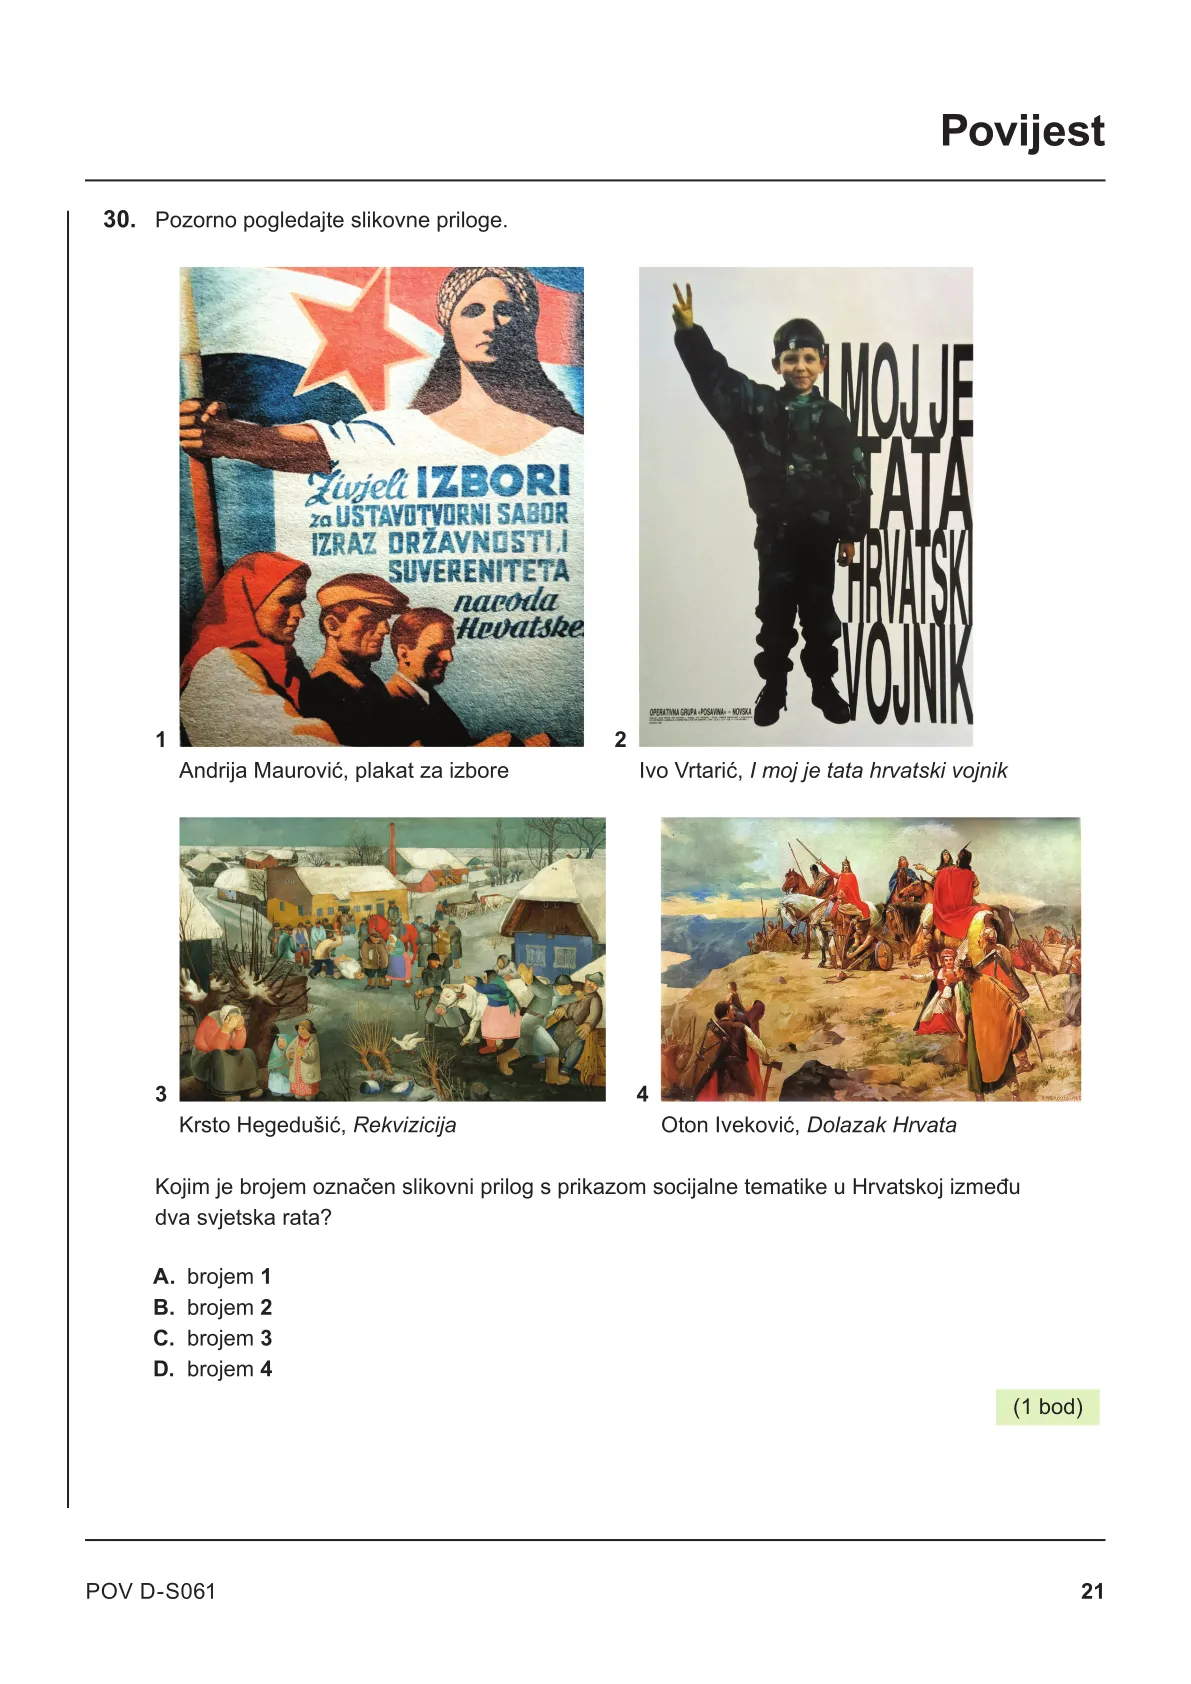 Povijest
30. Pozorno pogledajte slikovne priloge.
Živjeli IZBORI
za USTAVOTVORNI SABOR
IZRAZ DRŽAVNOSTI I
SUVERENITETA
naroda
Hrvatske
I MOJ JE
TATA
HRVATSKI
VOJNIK
OPERATIVNA GRUPA »POSAVINA« – NOVSKA
1
2
Andrija Maurović, plakat za izbore
Ivo Vrtarić, I moj je tata hrvatski vojnik
3
4
Krsto Hegedušić, Rekvizicija
Oton Iveković, Dolazak Hrvata
Kojim je brojem označen slikovni prilog s prikazom socijalne tematike u Hrvatskoj između
dva svjetska rata?
A. brojem 1
B. brojem 2
C. brojem 3
D. brojem 4
(1 bod)
POV D-S061
21